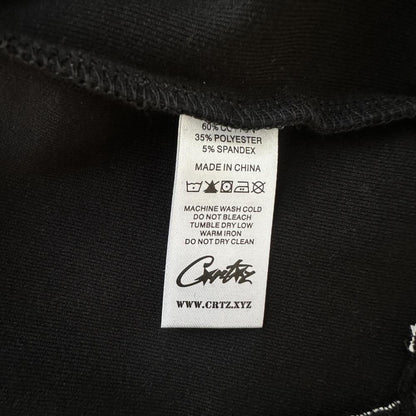 60% COTTON
35% POLYESTER
5% SPANDEX
MADE IN CHINA
MACHINE WASH COLD
DO NOT BLEACH
TUMBLE DRY LOW
WARM IRON
DO NOT DRY CLEAN
Crtz
WWW.CRTZ.XYZ